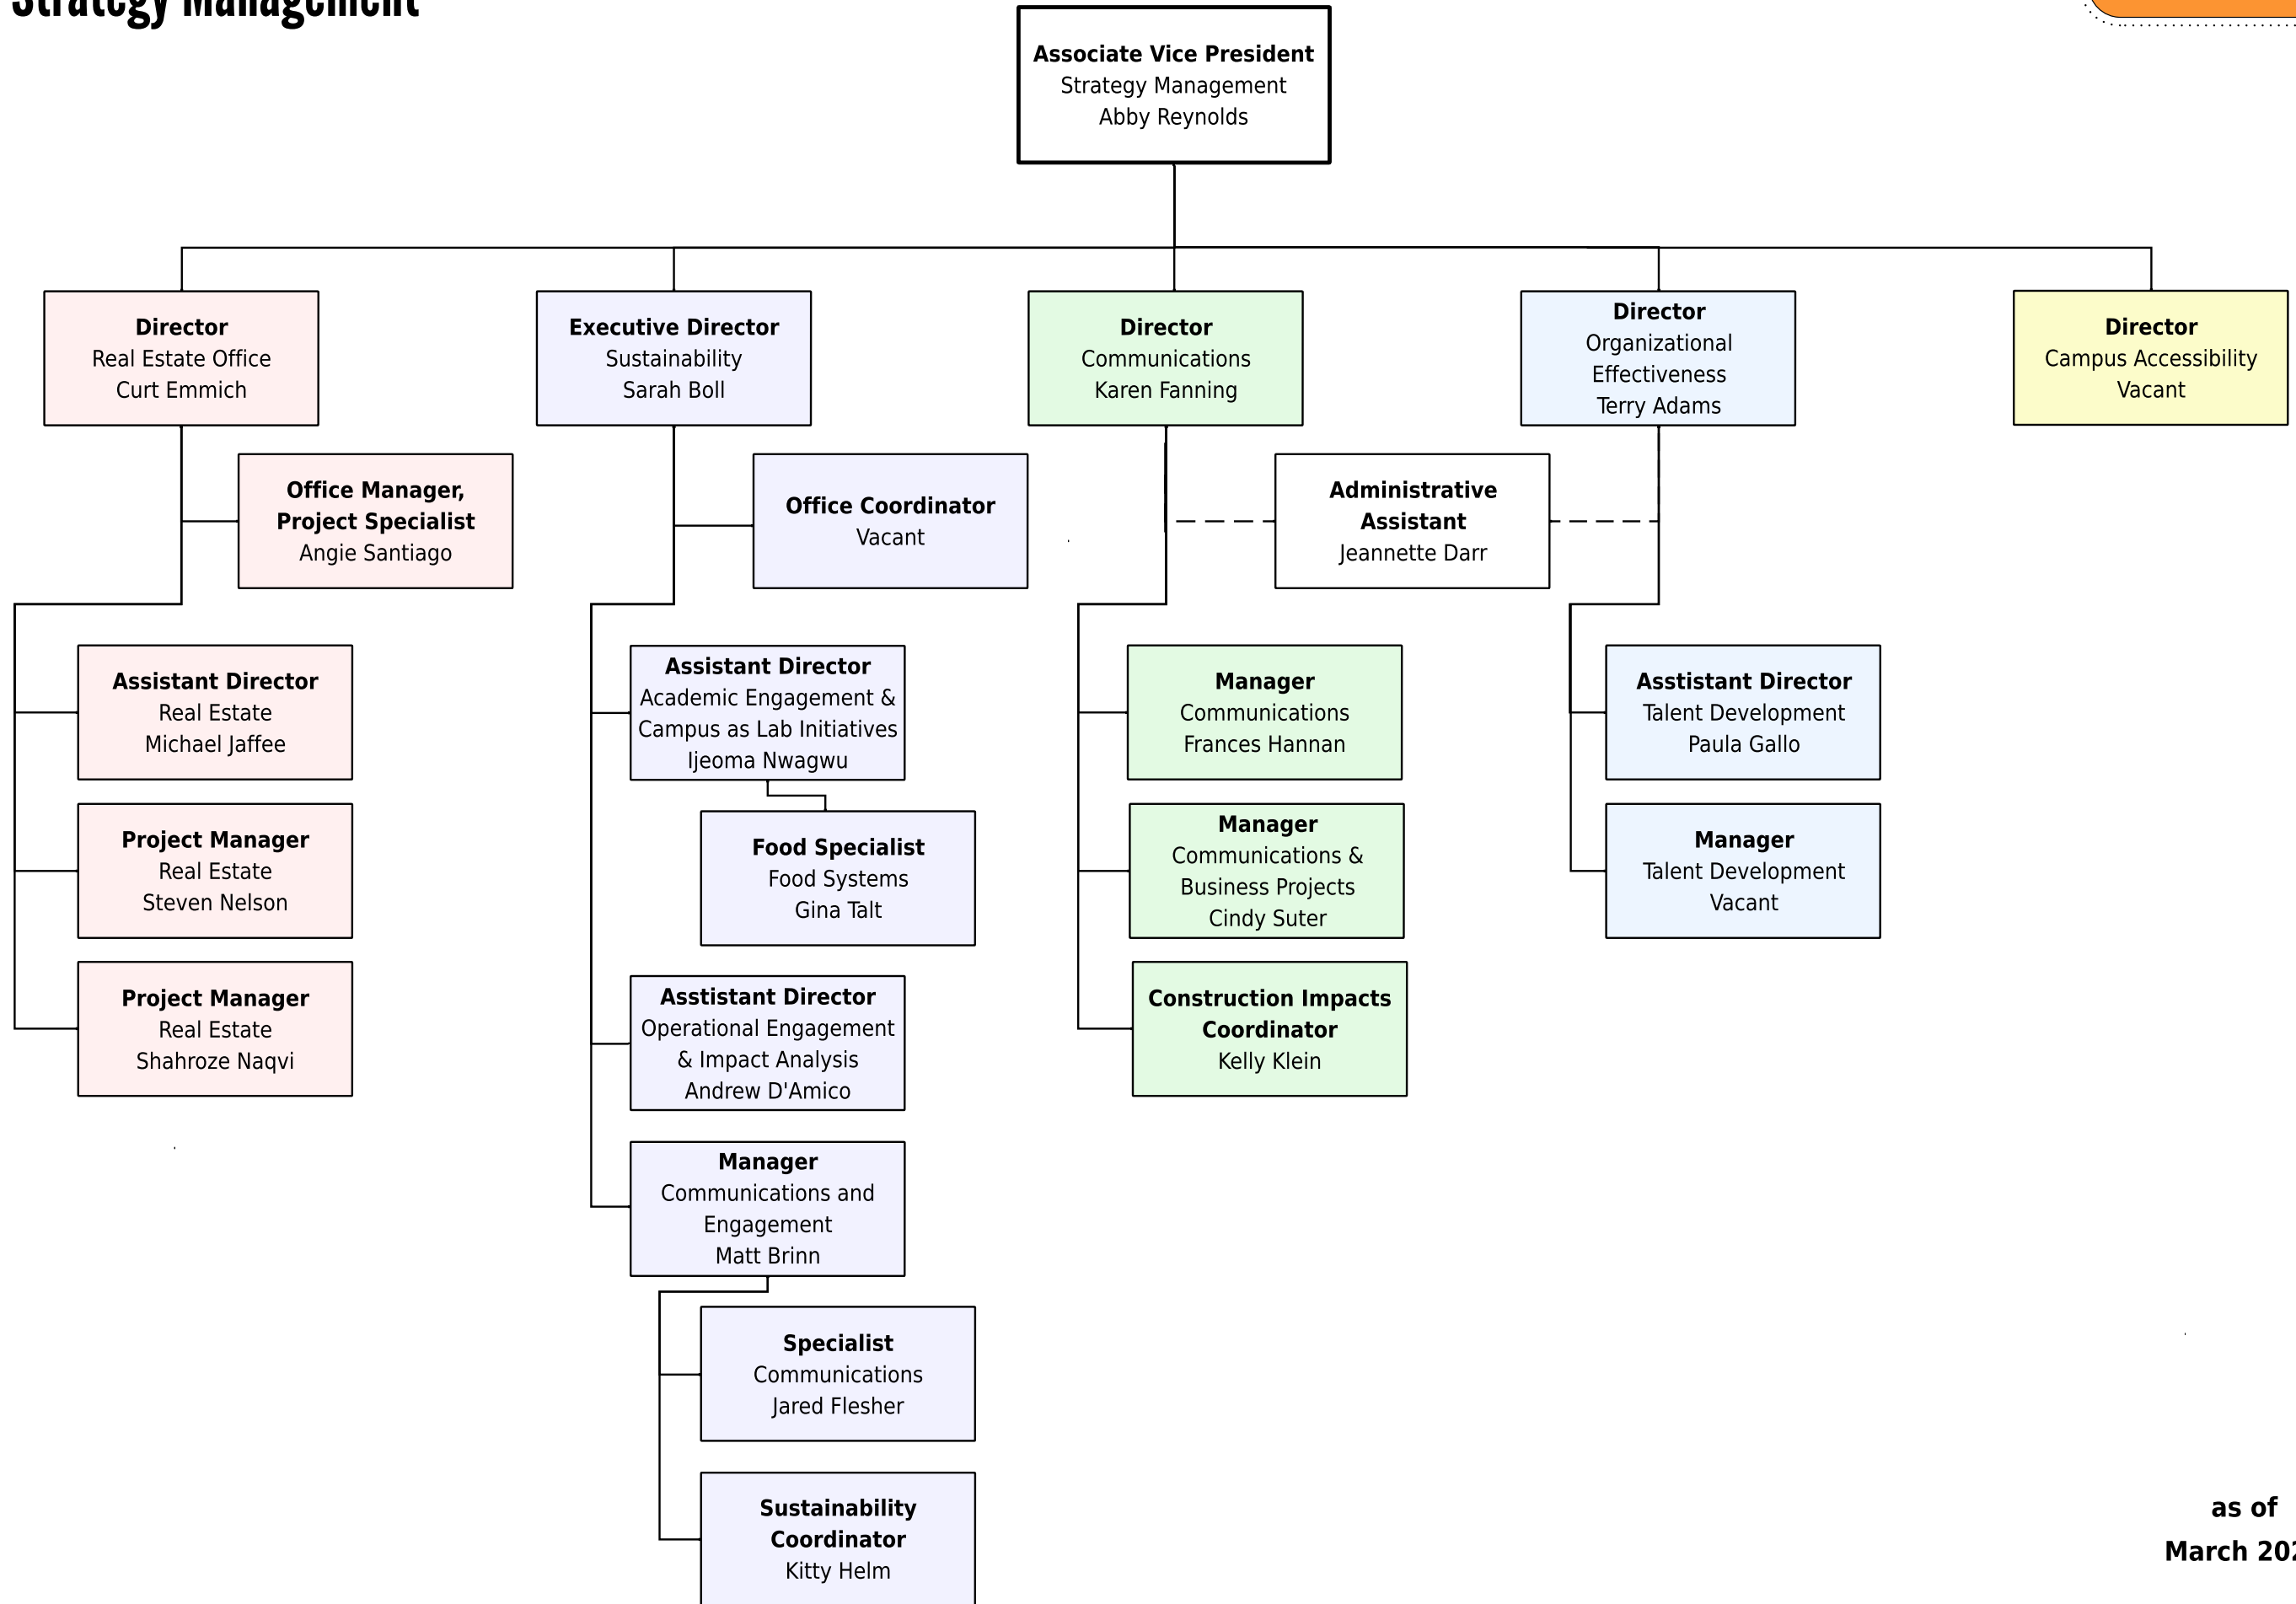 Strategy Management
Associate Vice President
Strategy Management
Abby Reynolds
Director
Real Estate Office
Curt Emmich
Executive Director
Sustainability
Sarah Boll
Director
Communications
Karen Fanning
Director
Organizational
Effectiveness
Terry Adams
Director
Campus Accessibility
Vacant
Office Manager,
Project Specialist
Angie Santiago
Office Coordinator
Vacant
Administrative
Assistant
Jeannette Darr
Assistant Director
Real Estate
Michael Jaffee
Project Manager
Real Estate
Steven Nelson
Project Manager
Real Estate
Shahroze Naqvi
Assistant Director
Academic Engagement &
Campus as Lab Initiatives
Ijeoma Nwagwu
Food Specialist
Food Systems
Gina Talt
Asstistant Director
Operational Engagement
& Impact Analysis
Andrew D'Amico
Manager
Communications and
Engagement
Matt Brinn
Specialist
Communications
Jared Flesher
Sustainability
Coordinator
Kitty Helm
Manager
Communications
Frances Hannan
Manager
Communications &
Business Projects
Cindy Suter
Construction Impacts
Coordinator
Kelly Klein
Asstistant Director
Talent Development
Paula Gallo
Manager
Talent Development
Vacant
as of
March 202